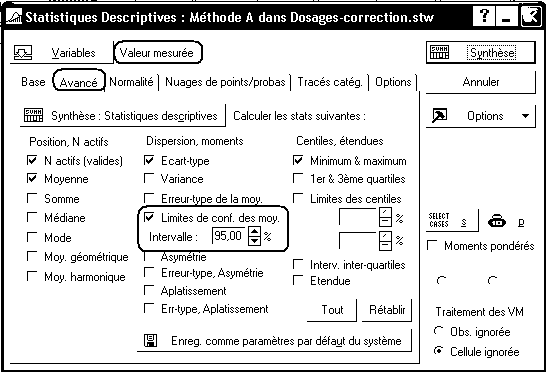 Statistiques Descriptives : Méthode A dans Dosages-correction.stw ? _
Variables Valeur mesurée
SUMM Synthèse
Base Avancé Normalité Nuages de points/probas Tracés catég. Options
Annuler
SUMM Synthèse : Statistiques descriptives Calculer les stats suivantes :
Options
Position, N actifs Dispersion, moments Centiles, étendues
N actifs (valides) Ecart-type Minimum & maximum
Moyenne Variance 1er & 3ème quartiles
Somme Erreur-type de la moy. Limites des centiles
Médiane Limites de conf. des moy. %
SELECT CASES S D
Mode Intervalle : 95,00 % %
Moments pondérés
Moy. géométrique Asymétrie
Moy. harmonique Erreur-type, Asymétrie Interv. inter-quartiles
Aplatissement Etendue
Err-type, Aplatissement Tout Rétablir
Traitement des VM
Obs. ignorée
Enreg. comme paramètres par défaut du système
Cellule ignorée